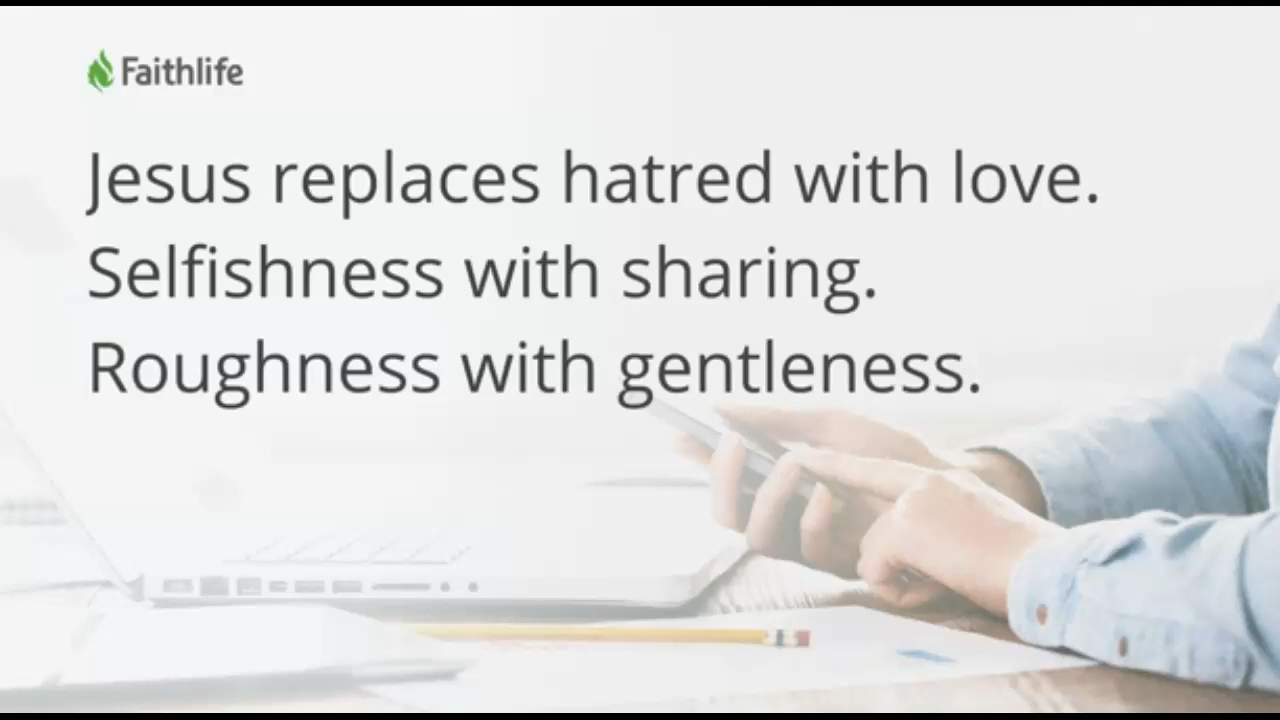 Faithlife
Jesus replaces hatred with love.
Selfishness with sharing.
Roughness with gentleness.